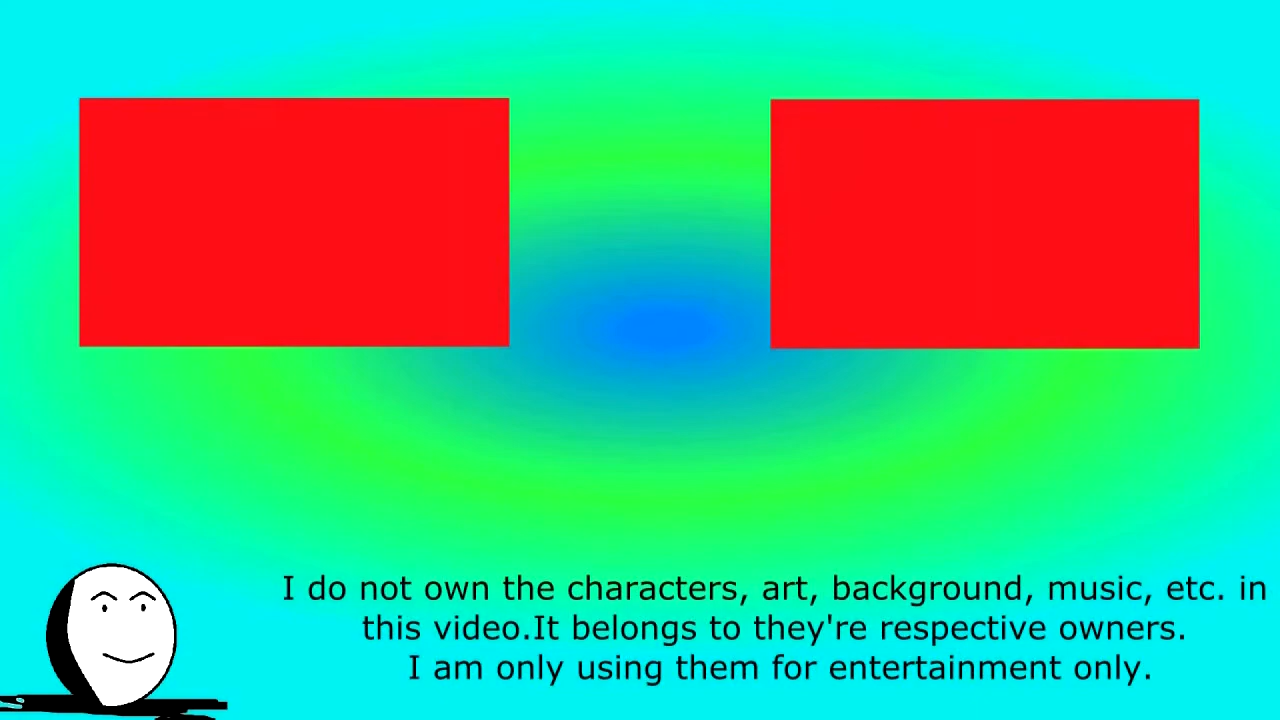 I do not own the characters, art, background, music, etc. in
this video.It belongs to they're respective owners.
I am only using them for entertainment only.